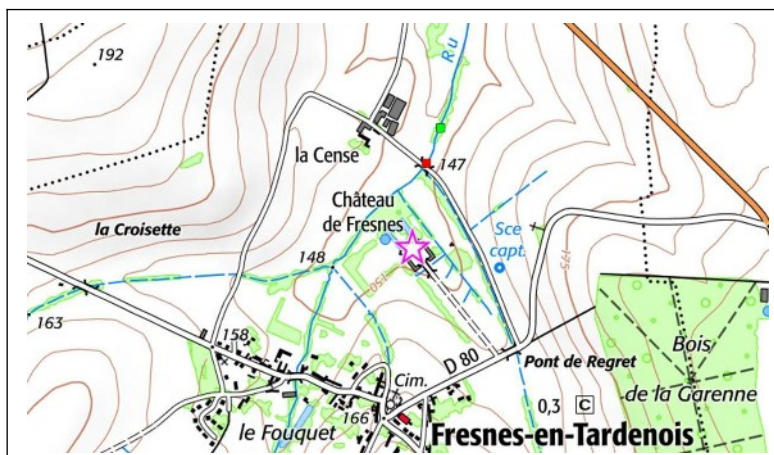 192
Ru
la Cense
147
Château
de Fresnes
Sce
capt.
la Croisette
148
150
175
163
158
D 80
Pont de Regret
Bois
de la Garenne
Cim.
0,3 C
166
le Fouquet
Fresnes-en-Tardenois